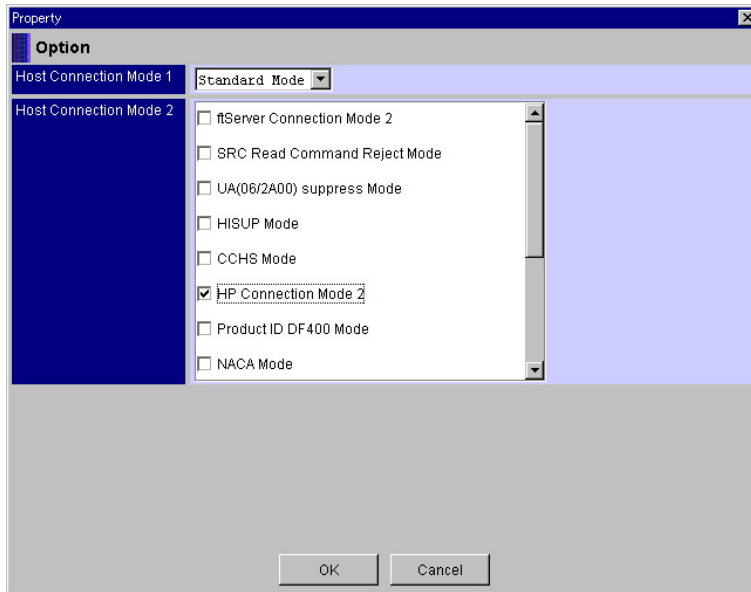 Property
Option
Host Connection Mode 1
Standard Mode
Host Connection Mode 2
ftServer Connection Mode 2
SRC Read Command Reject Mode
UA(06/2A00) suppress Mode
HISUP Mode
CCHS Mode
HP Connection Mode 2
Product ID DF400 Mode
NACA Mode
OK
Cancel